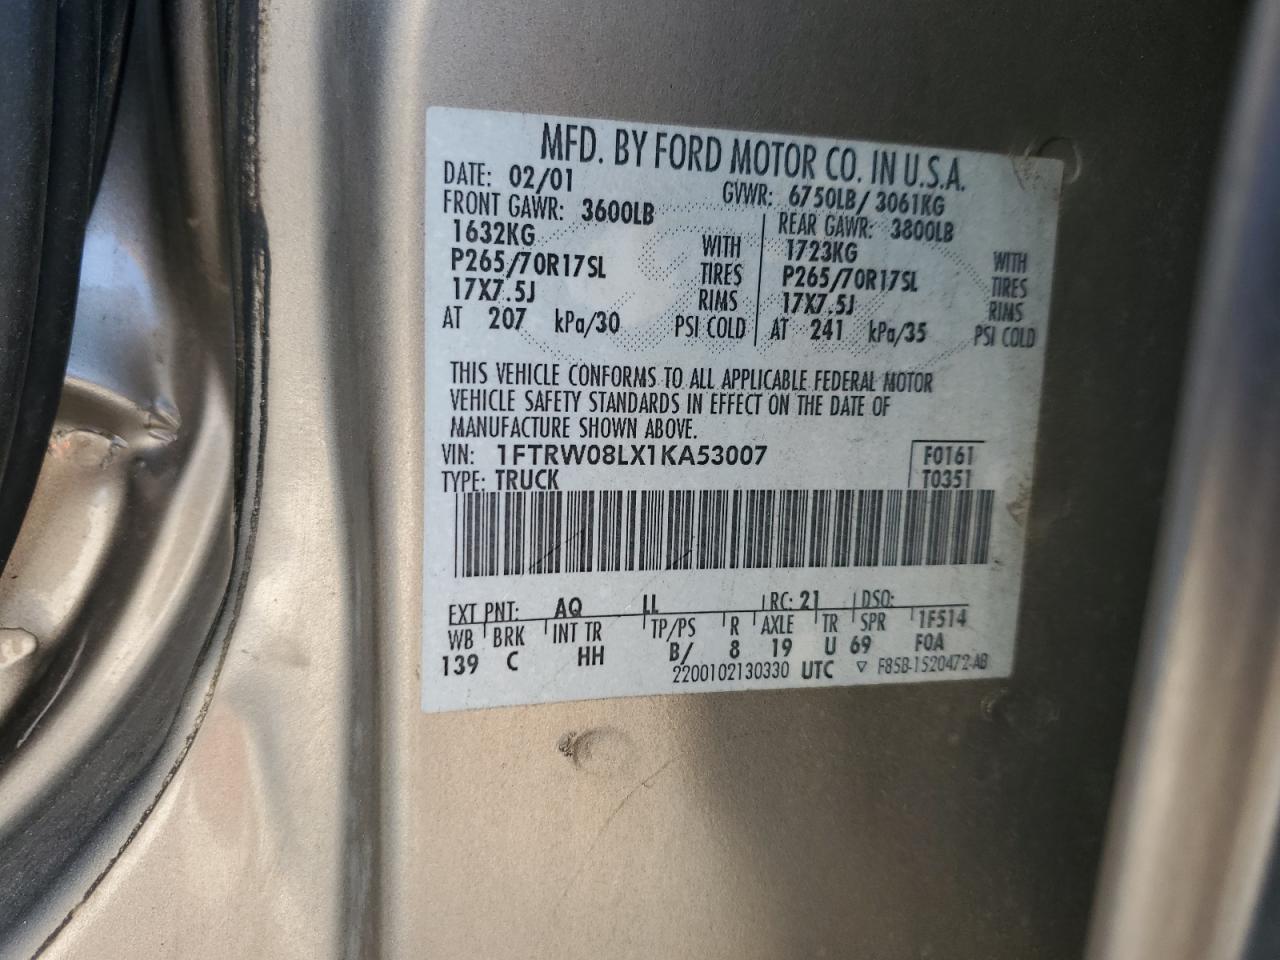 MFD. BY FORD MOTOR CO. IN U.S.A.
DATE: 02/01 GVWR: 6750LB/ 3061KG
FRONT GAWR: 3600LB REAR GAWR: 3800LB
1632KG WITH 1723KG WITH
P265/70R17SL TIRES P265/70R17SL TIRES
17X7.5J RIMS 17X7.5J RIMS
AT 207 kPa/30 PSI COLD AT 241 kPa/35 PSI COLD
THIS VEHICLE CONFORMS TO ALL APPLICABLE FEDERAL MOTOR
VEHICLE SAFETY STANDARDS IN EFFECT ON THE DATE OF
MANUFACTURE SHOWN ABOVE.
VIN: 1FTRW08LX1KA53007 F0161
TYPE: TRUCK T0351
EXT PNT: AQ LL RC: 21 DSO:
WB BRK INT TR TP/PS R AXLE TR SPR 1F514
139 C HH B/ 8 19 U 69 F0A
2200102130330 UTC ▽ F85B-1520472-AB